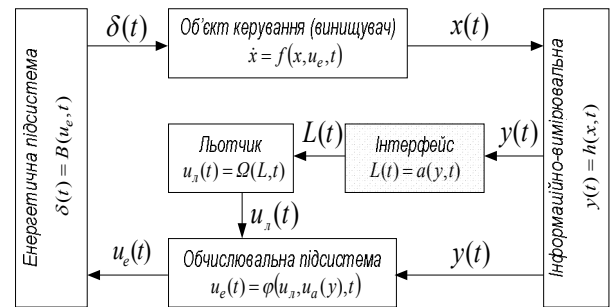 Енергетична підсистема
δ(t) = B(u_e, t)
δ(t)
Об'єкт керування (винищувач)
ẋ = f(x, u_e, t)
x(t)
Льотчик
u_л(t) = Ω(L, t)
L(t)
Інтерфейс
L(t) = a(y, t)
y(t)
u_л(t)
u_e(t)
Обчислювальна підсистема
u_e(t) = φ(u_л, u_a(y), t)
y(t)
Інформаційно-вимірювальна
y(t) = h(x, t)